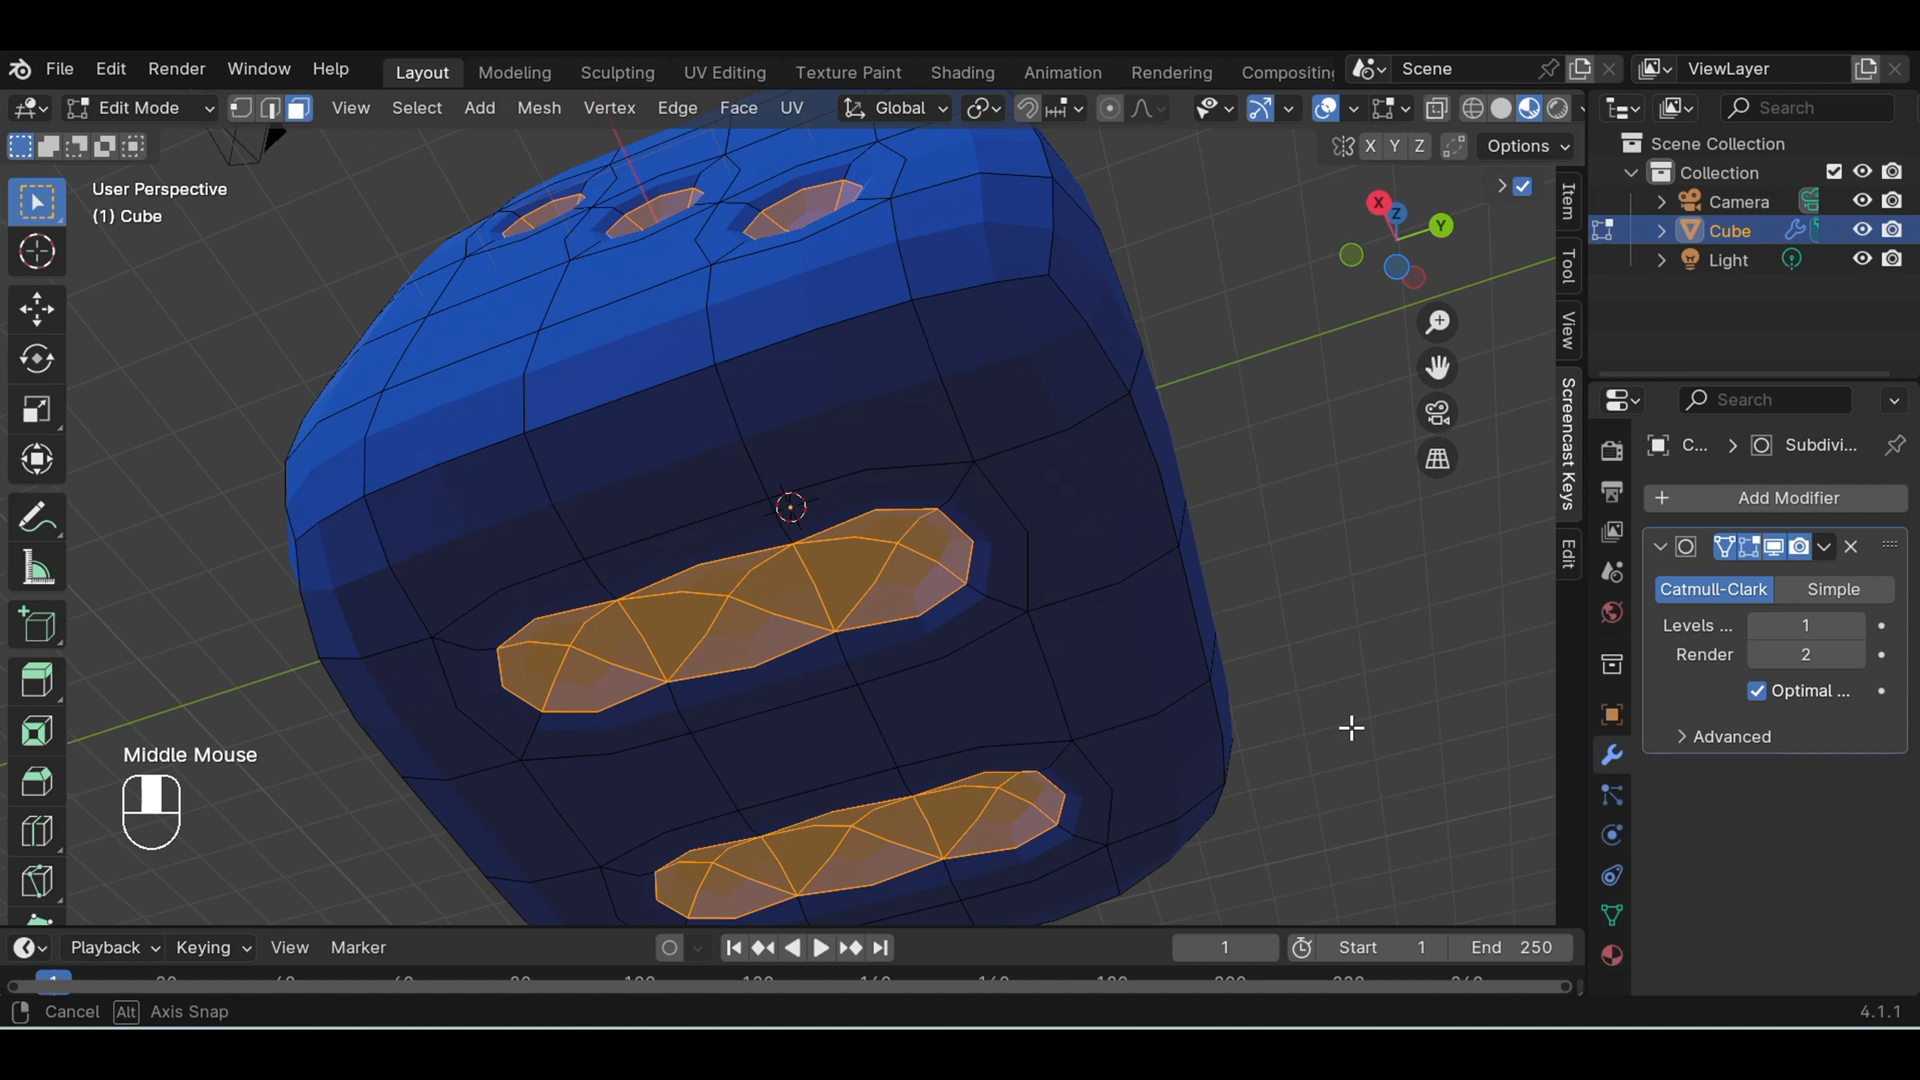 File Edit Render Window Help Layout Modeling Sculpting UV Editing Texture Paint Shading Animation Rendering Compositing Scene ViewLayer
Edit Mode View Select Add Mesh Vertex Edge Face UV Global Search
X Y Z Options Scene Collection
User Perspective
(1) Cube
Collection
Camera
Cube
Light
X Z Y
Item
Tool
View
Screencast Keys
Edit
Search
C... Subdivi...
Add Modifier
Catmull-Clark Simple
Levels ... 1
Render 2
Optimal ...
Advanced
Middle Mouse
Playback Keying View Marker 1 Start 1 End 250
1
Cancel Alt Axis Snap 4.1.1